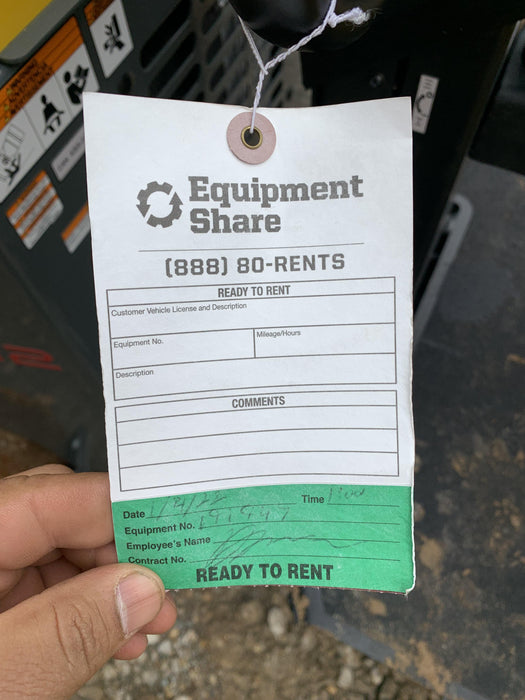 Equipment
Share
(888) 80-RENTS
READY TO RENT
Customer Vehicle License and Description
Equipment No. Mileage/Hours
Description
COMMENTS
Date Time
Equipment No. 191947
Employee's Name
Contract No.
READY TO RENT